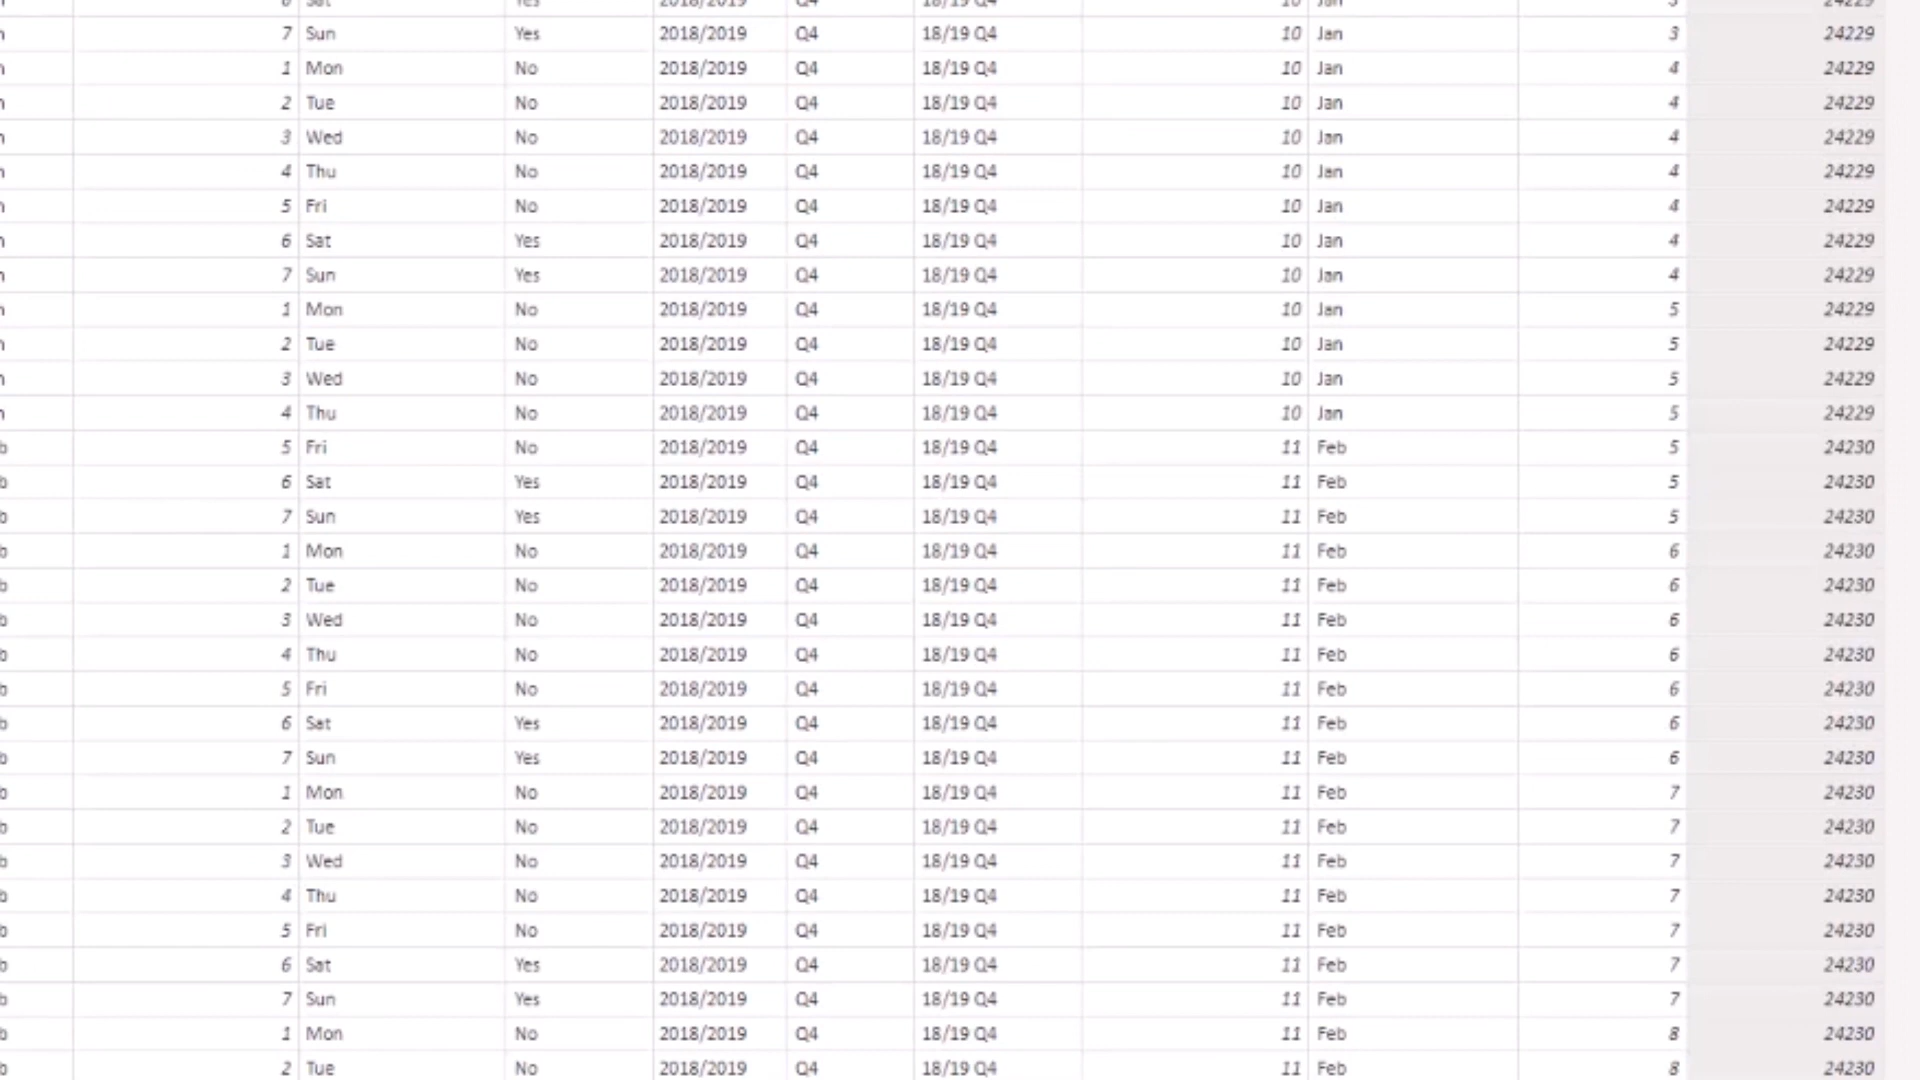 Sat Yes 2018/2019 Q4 18/19 Q4 10 Jan 3 24229
7 Sun Yes 2018/2019 Q4 18/19 Q4 10 Jan 3 24229
1 Mon No 2018/2019 Q4 18/19 Q4 10 Jan 4 24229
2 Tue No 2018/2019 Q4 18/19 Q4 10 Jan 4 24229
3 Wed No 2018/2019 Q4 18/19 Q4 10 Jan 4 24229
4 Thu No 2018/2019 Q4 18/19 Q4 10 Jan 4 24229
5 Fri No 2018/2019 Q4 18/19 Q4 10 Jan 4 24229
6 Sat Yes 2018/2019 Q4 18/19 Q4 10 Jan 4 24229
7 Sun Yes 2018/2019 Q4 18/19 Q4 10 Jan 4 24229
1 Mon No 2018/2019 Q4 18/19 Q4 10 Jan 5 24229
2 Tue No 2018/2019 Q4 18/19 Q4 10 Jan 5 24229
3 Wed No 2018/2019 Q4 18/19 Q4 10 Jan 5 24229
4 Thu No 2018/2019 Q4 18/19 Q4 10 Jan 5 24229
b 5 Fri No 2018/2019 Q4 18/19 Q4 11 Feb 5 24230
b 6 Sat Yes 2018/2019 Q4 18/19 Q4 11 Feb 5 24230
b 7 Sun Yes 2018/2019 Q4 18/19 Q4 11 Feb 5 24230
b 1 Mon No 2018/2019 Q4 18/19 Q4 11 Feb 6 24230
b 2 Tue No 2018/2019 Q4 18/19 Q4 11 Feb 6 24230
b 3 Wed No 2018/2019 Q4 18/19 Q4 11 Feb 6 24230
b 4 Thu No 2018/2019 Q4 18/19 Q4 11 Feb 6 24230
b 5 Fri No 2018/2019 Q4 18/19 Q4 11 Feb 6 24230
b 6 Sat Yes 2018/2019 Q4 18/19 Q4 11 Feb 6 24230
b 7 Sun Yes 2018/2019 Q4 18/19 Q4 11 Feb 6 24230
b 1 Mon No 2018/2019 Q4 18/19 Q4 11 Feb 7 24230
b 2 Tue No 2018/2019 Q4 18/19 Q4 11 Feb 7 24230
b 3 Wed No 2018/2019 Q4 18/19 Q4 11 Feb 7 24230
b 4 Thu No 2018/2019 Q4 18/19 Q4 11 Feb 7 24230
b 5 Fri No 2018/2019 Q4 18/19 Q4 11 Feb 7 24230
b 6 Sat Yes 2018/2019 Q4 18/19 Q4 11 Feb 7 24230
b 7 Sun Yes 2018/2019 Q4 18/19 Q4 11 Feb 7 24230
b 1 Mon No 2018/2019 Q4 18/19 Q4 11 Feb 8 24230
b 2 Tue No 2018/2019 Q4 18/19 Q4 11 Feb 8 24230